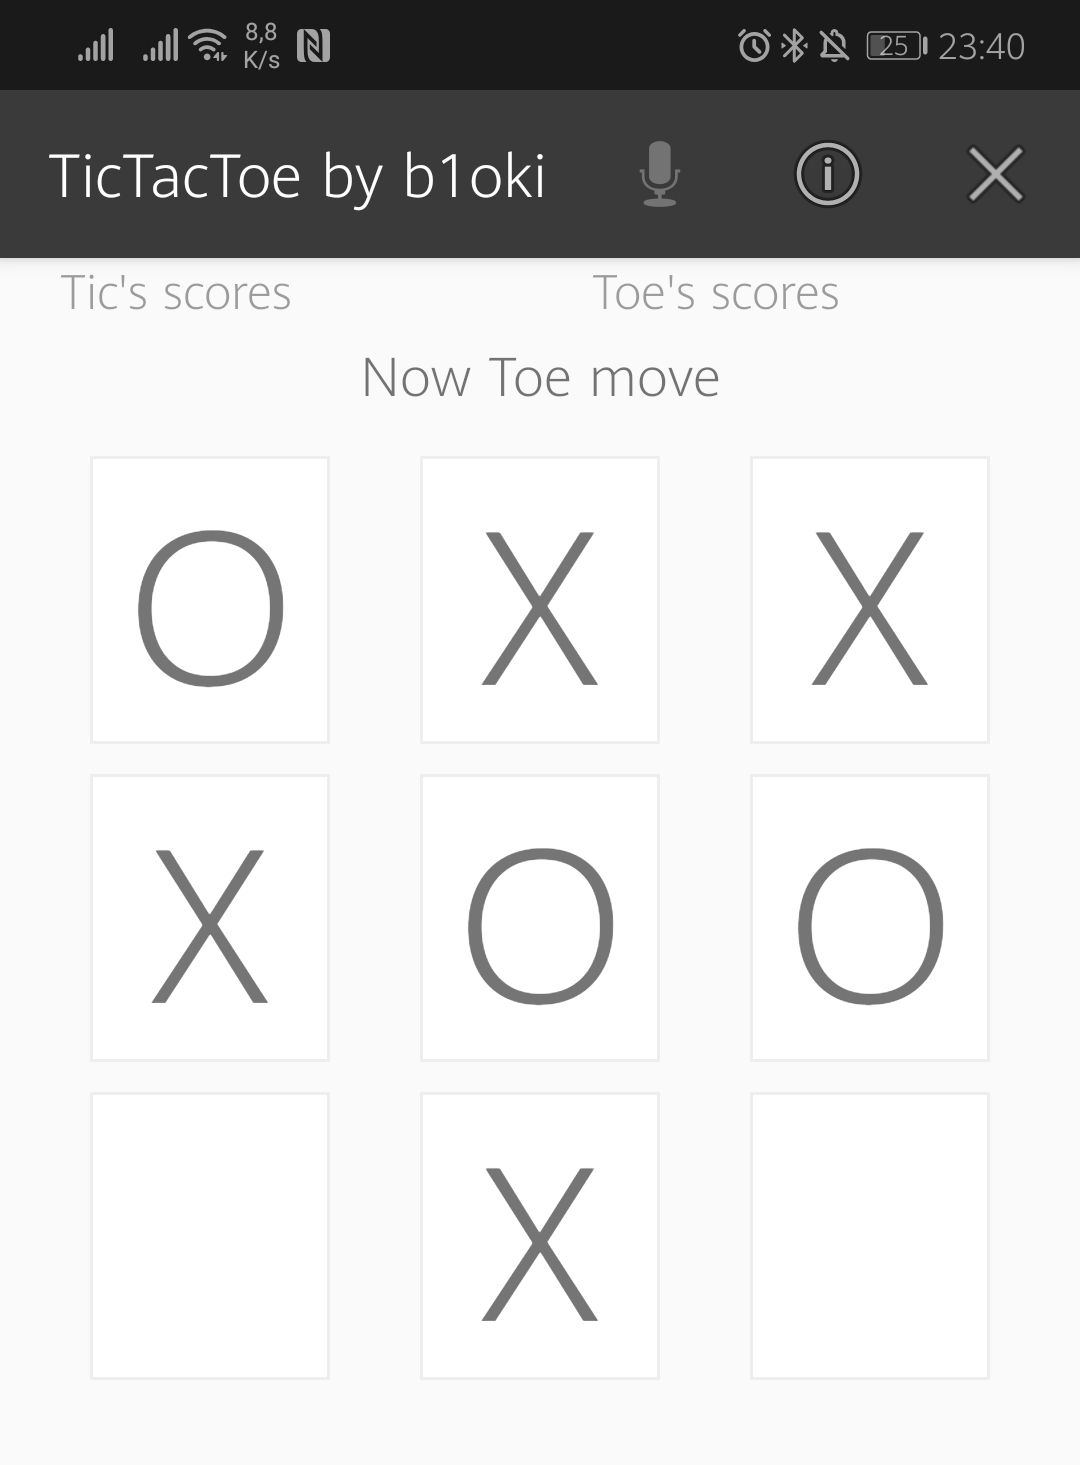 8,8
K/s
25 23:40
TicTacToe by b1oki
Tic's scores Toe's scores
Now Toe move
O X X
X O O
X